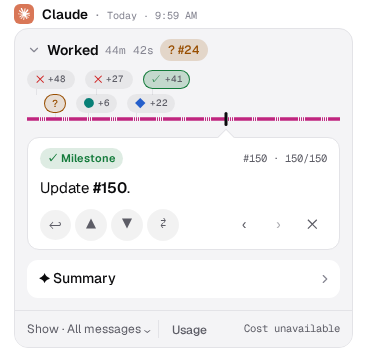 Claude · Today · 9:59 AM
Worked 44m 42s ? #24
× +48 × +27 ✓ +41
? +6 +22
✓ Milestone #150 · 150/150
Update #150.
Summary
Show · All messages Usage Cost unavailable